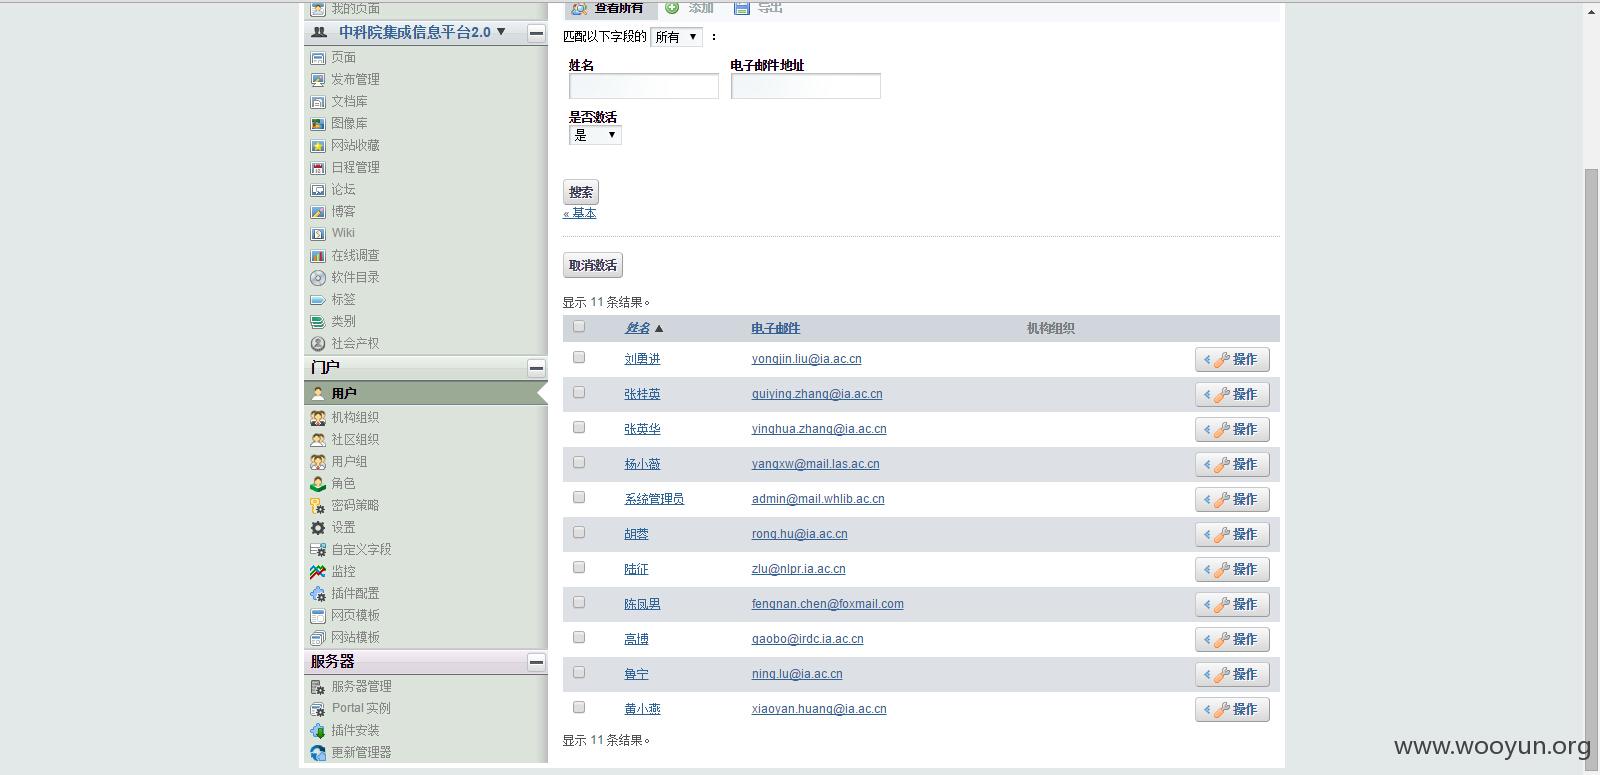 我的页面
中科院集成信息平台2.0
页面
发布管理
文档库
图像库
网站收藏
日程管理
论坛
博客
Wiki
在线调查
软件目录
标签
类别
社会产权
门户
用户
机构组织
社区组织
用户组
角色
密码策略
设置
自定义字段
监控
插件配置
网页模板
网站模板
服务器
服务器管理
Portal 实例
插件安装
更新管理器
查看所有 添加 导出
匹配以下字段的 所有 :
姓名 电子邮件地址
是否激活
是
搜索
« 基本
取消激活
显示 11 条结果。
姓名 ▲ 电子邮件 机构组织
刘勇进 yongjin.liu@ia.ac.cn 操作
张桂英 guiying.zhang@ia.ac.cn 操作
张英华 yinghua.zhang@ia.ac.cn 操作
杨小薇 yangxw@mail.las.ac.cn 操作
系统管理员 admin@mail.whlib.ac.cn 操作
胡蓉 rong.hu@ia.ac.cn 操作
陆征 zlu@nlpr.ia.ac.cn 操作
陈凤男 fengnan.chen@foxmail.com 操作
高博 gaobo@irdc.ia.ac.cn 操作
鲁宁 ning.lu@ia.ac.cn 操作
黄小燕 xiaoyan.huang@ia.ac.cn 操作
显示 11 条结果。
www.wooyun.org